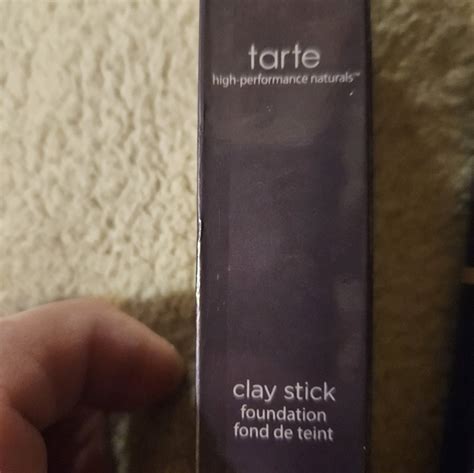 tarte
high-performance naturals™
clay stick
foundation
fond de teint